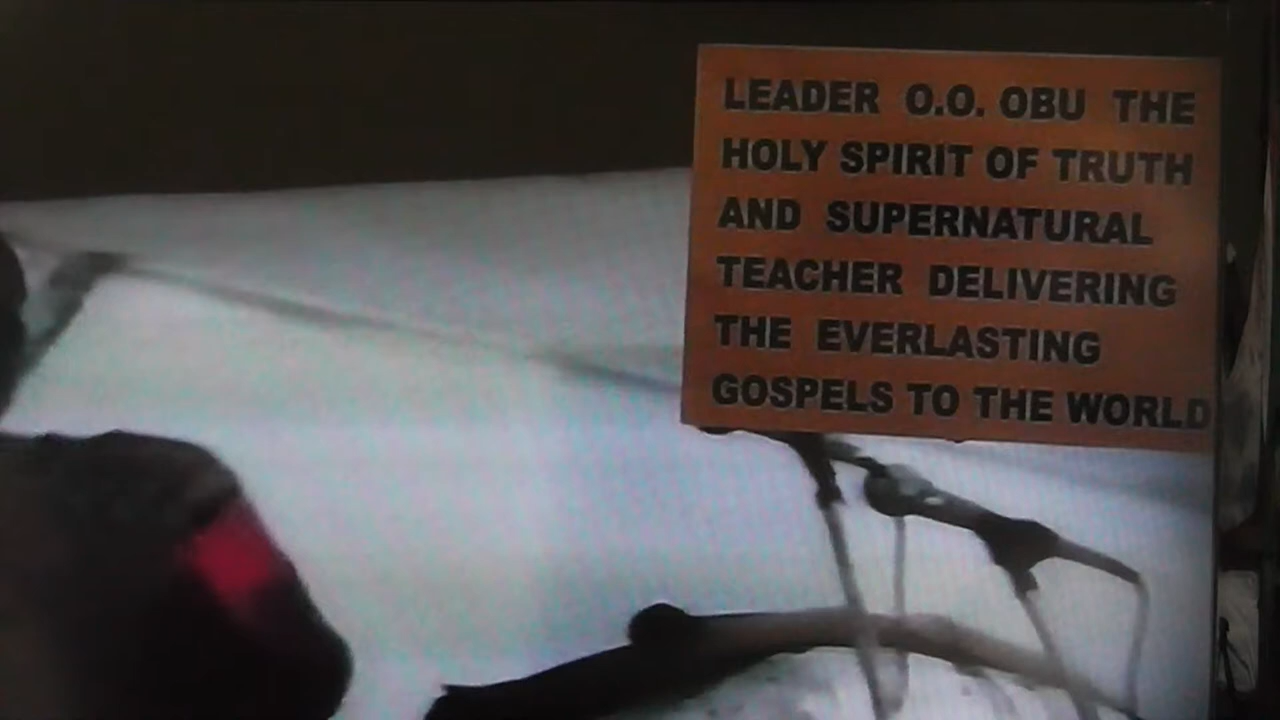 LEADER O.O. OBU THE
HOLY SPIRIT OF TRUTH
AND SUPERNATURAL
TEACHER DELIVERING
THE EVERLASTING
GOSPELS TO THE WORLD